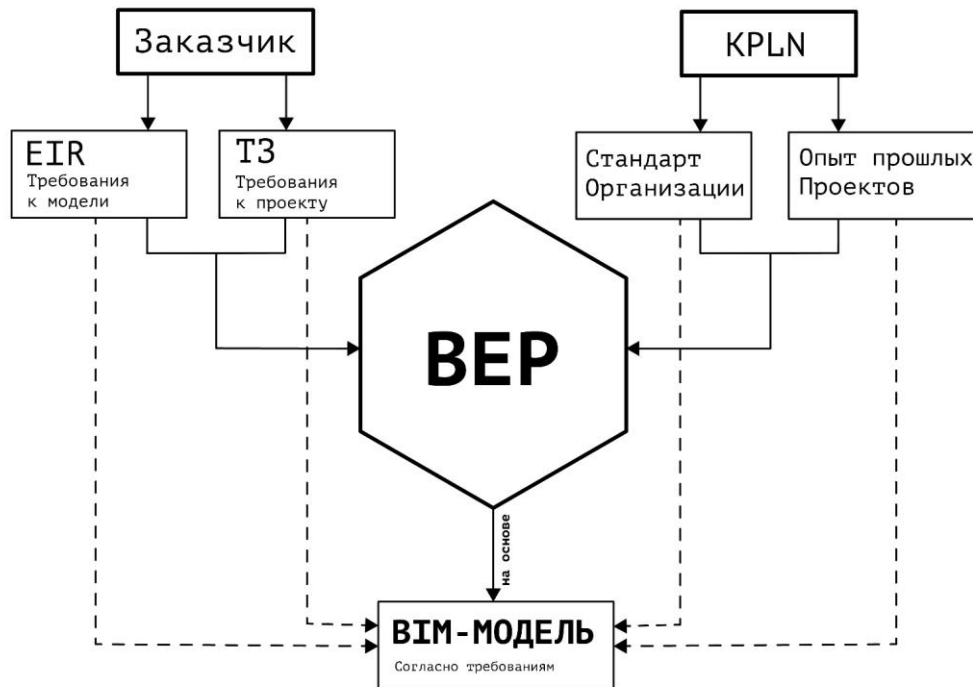 Заказчик
KPLN
EIR
Требования
к модели
ТЗ
Требования
к проекту
Стандарт
Организации
Опыт прошлых
Проектов
BEP
на основе
BIM-МОДЕЛЬ
Согласно требованиям